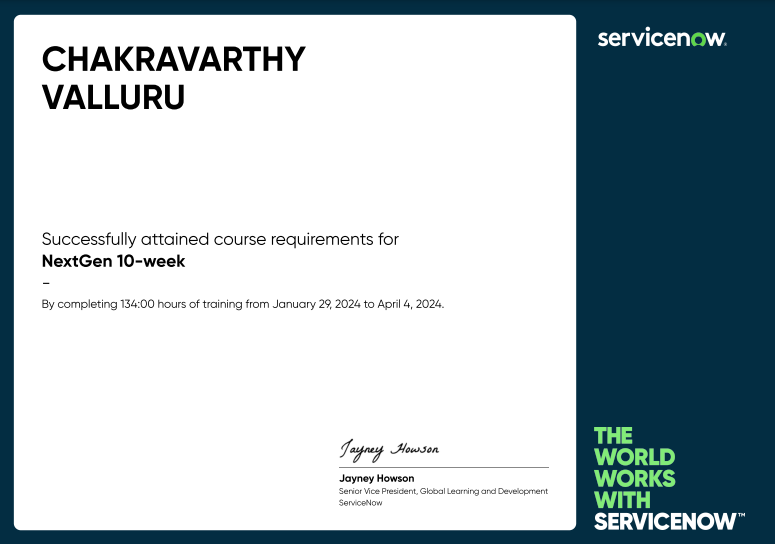 CHAKRAVARTHY
VALLURU
Successfully attained course requirements for
NextGen 10-week
–
By completing 134:00 hours of training from January 29, 2024 to April 4, 2024.
Jayney Howson
Jayney Howson
Senior Vice President, Global Learning and Development
ServiceNow
servicenow.
THE
WORLD
WORKS
WITH
SERVICENOW™